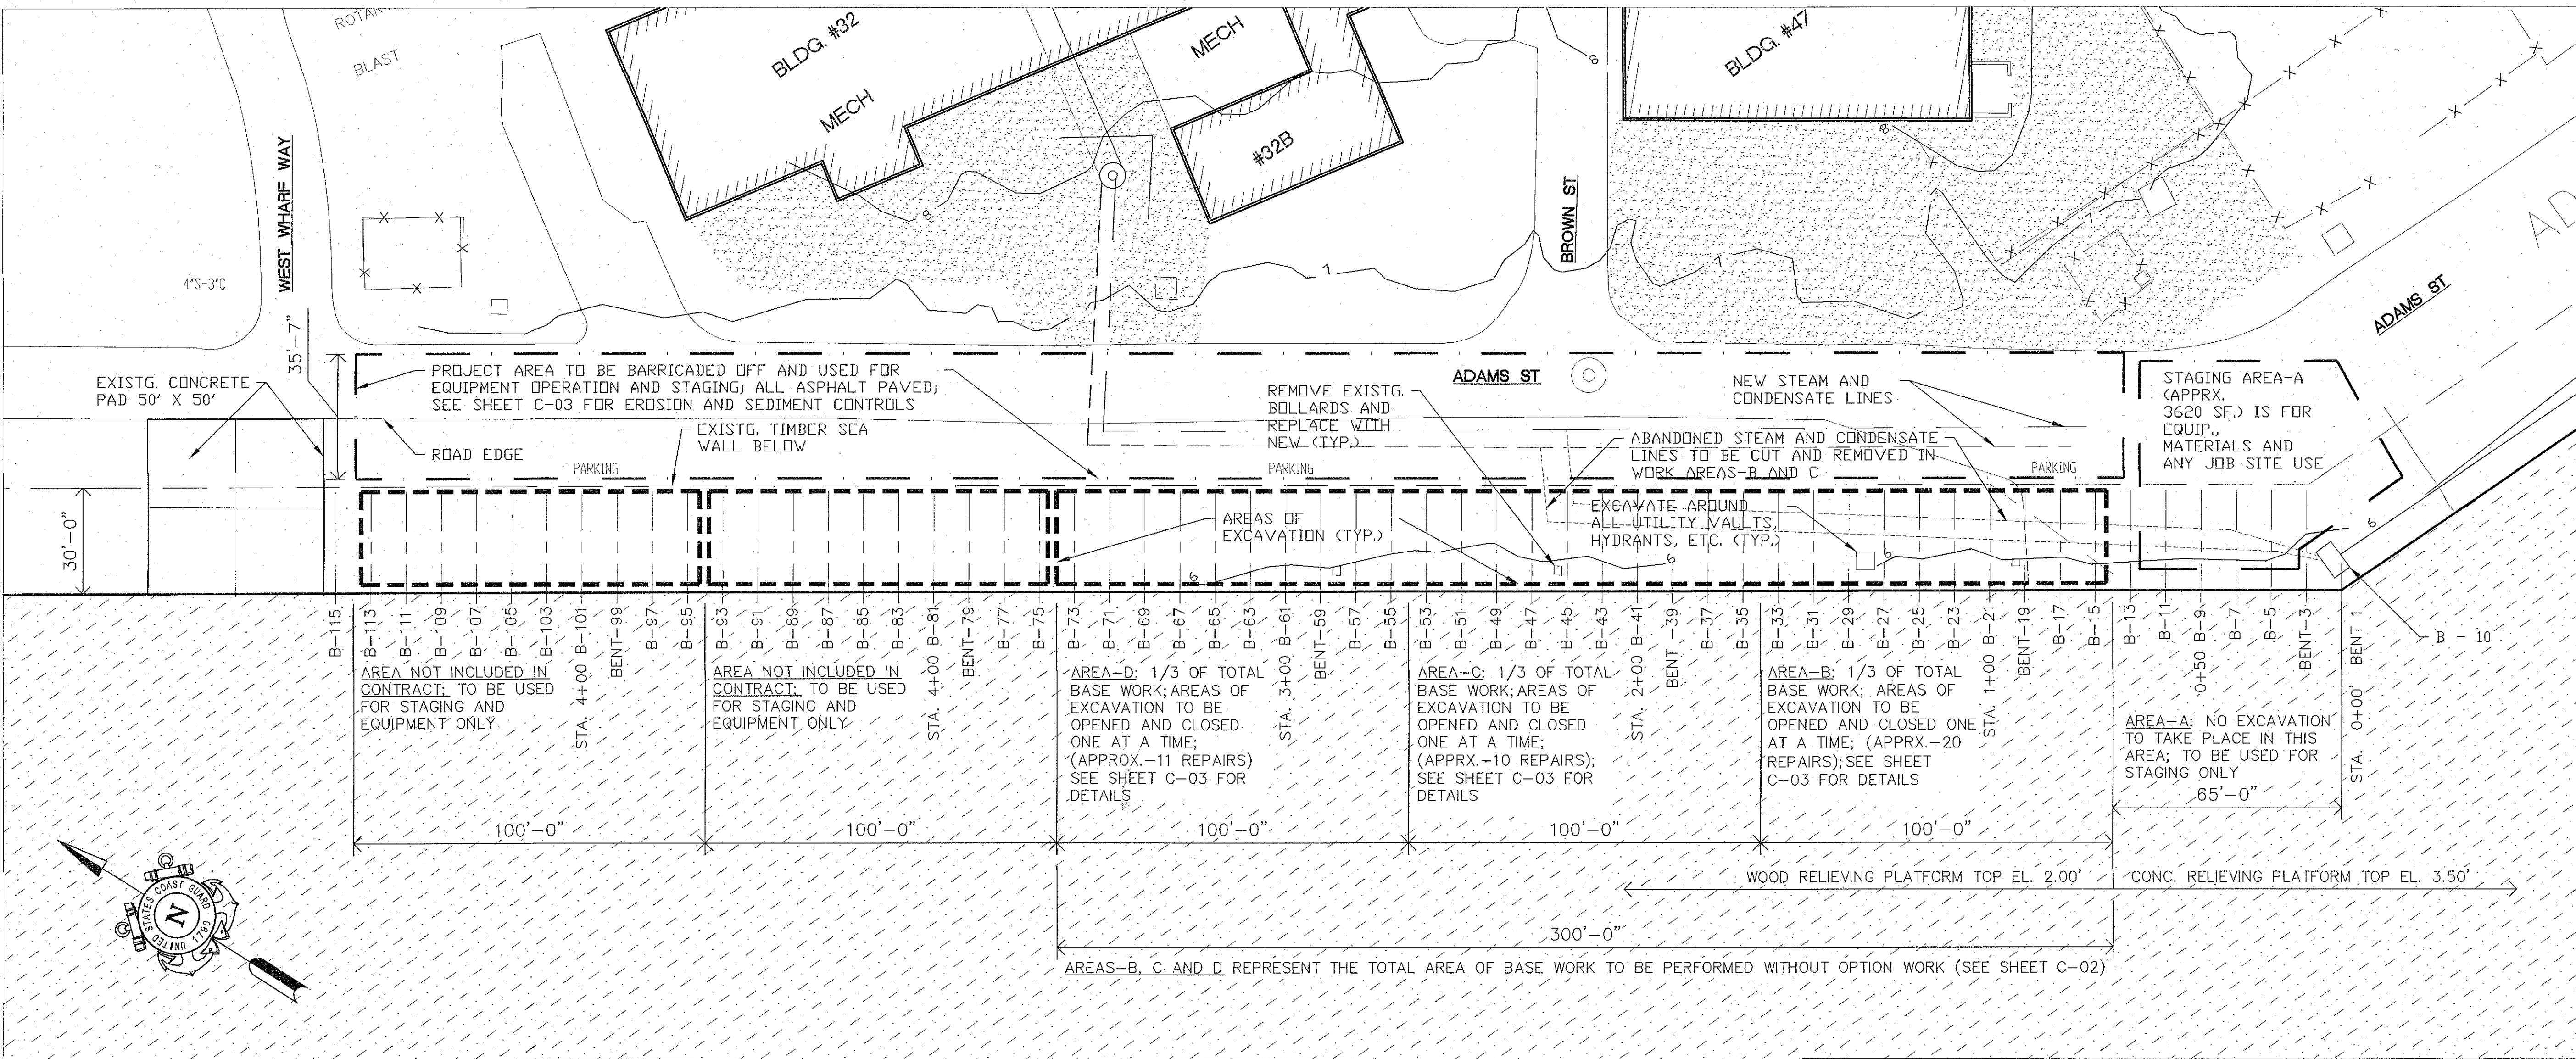 ROTA
BLAST
BLDG. #32
MECH
MECH
#32B
BLDG. #47
8
8
8
7
7
7
WEST WHARF WAY
BROWN ST
4"S-3"C
ADAMS ST
AD
35'-7"
EXISTG. CONCRETE
PAD 50' X 50'
PROJECT AREA TO BE BARRICADED OFF AND USED FOR
EQUIPMENT OPERATION AND STAGING; ALL ASPHALT PAVED;
SEE SHEET C-03 FOR EROSION AND SEDIMENT CONTROLS
ROAD EDGE
EXISTG. TIMBER SEA
WALL BELOW
PARKING
REMOVE EXISTG.
BOLLARDS AND
REPLACE WITH
NEW (TYP.)
PARKING
ADAMS ST
NEW STEAM AND
CONDENSATE LINES
ABANDONED STEAM AND CONDENSATE
LINES TO BE CUT AND REMOVED IN
WORK AREAS-B AND C
PARKING
STAGING AREA-A
(APPRX.
3620 SF.) IS FOR
EQUIP.,
MATERIALS AND
ANY JOB SITE USE
30'-0"
AREAS OF
EXCAVATION (TYP.)
EXCAVATE AROUND
ALL UTILITY VAULTS,
HYDRANTS, ETC. (TYP.)
6
6
6
6
B-115
B-113
B-111
B-109
B-107
B-105
B-103
STA. 4+00 B-101
BENT-99
B-97
B-95
B-93
B-91
B-89
B-87
B-85
B-83
STA. 4+00 B-81
BENT-79
B-77
B-75
B-73
B-71
B-69
B-67
B-65
B-63
STA. 3+00 B-61
BENT-59
B-57
B-55
B-53
B-51
B-49
B-47
B-45
B-43
STA. 2+00 B-41
BENT -39
B-37
B-35
B-33
B-31
B-29
B-27
B-25
B-23
STA. 1+00 B-21
BENT-19
B-17
B-15
B-13
B-11
0+50 B-9
B-7
B-5
BENT-3
STA. 0+00' BENT 1
B - 10
AREA NOT INCLUDED IN
CONTRACT; TO BE USED
FOR STAGING AND
EQUIPMENT ONLY
AREA NOT INCLUDED IN
CONTRACT; TO BE USED
FOR STAGING AND
EQUIPMENT ONLY
AREA-D: 1/3 OF TOTAL
BASE WORK; AREAS OF
EXCAVATION TO BE
OPENED AND CLOSED
ONE AT A TIME;
(APPROX.-11 REPAIRS)
SEE SHEET C-03 FOR
DETAILS
AREA-C: 1/3 OF TOTAL
BASE WORK; AREAS OF
EXCAVATION TO BE
OPENED AND CLOSED
ONE AT A TIME;
(APPRX.-10 REPAIRS);
SEE SHEET C-03 FOR
DETAILS
AREA-B: 1/3 OF TOTAL
BASE WORK; AREAS OF
EXCAVATION TO BE
OPENED AND CLOSED ONE
AT A TIME; (APPRX.-20
REPAIRS); SEE SHEET
C-03 FOR DETAILS
AREA-A: NO EXCAVATION
TO TAKE PLACE IN THIS
AREA; TO BE USED FOR
STAGING ONLY
65'-0"
100'-0"
100'-0"
100'-0"
100'-0"
100'-0"
WOOD RELIEVING PLATFORM TOP EL. 2.00'
CONC. RELIEVING PLATFORM TOP EL. 3.50'
300'-0"
AREAS-B, C AND D REPRESENT THE TOTAL AREA OF BASE WORK TO BE PERFORMED WITHOUT OPTION WORK (SEE SHEET C-02)
UNITED STATES COAST GUARD 1790
N